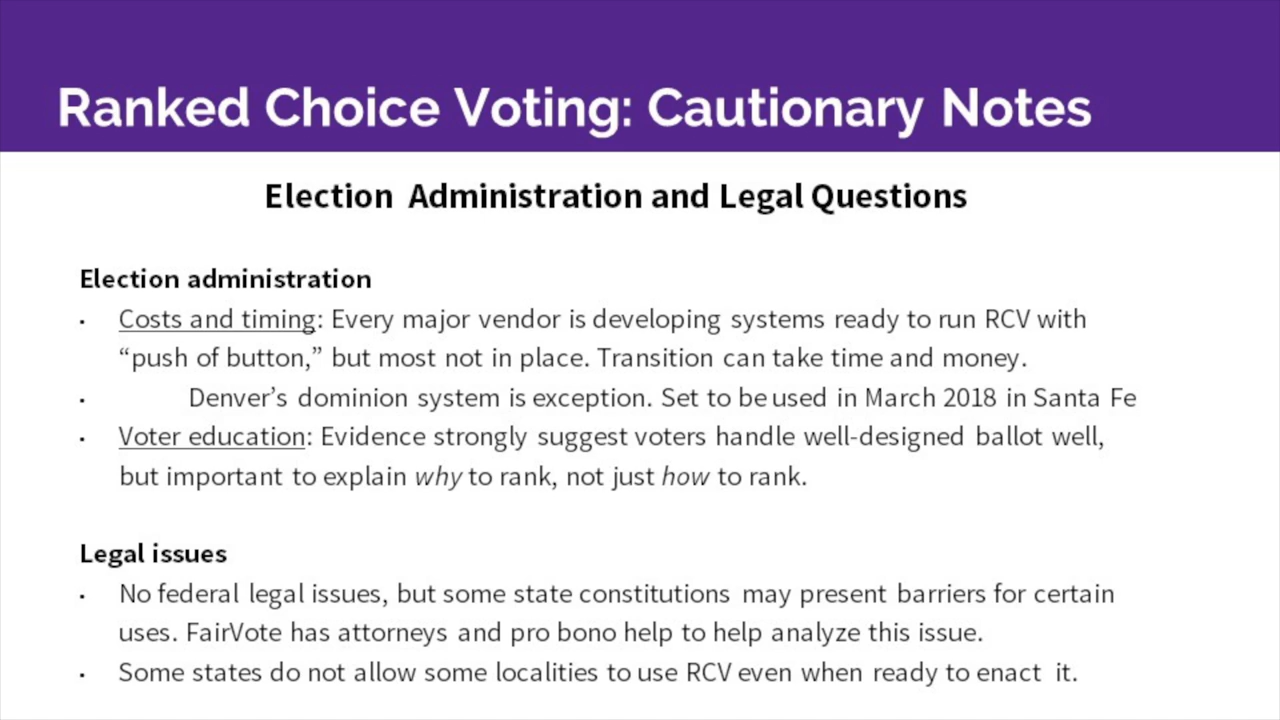 Ranked Choice Voting: Cautionary Notes
Election Administration and Legal Questions
Election administration
· Costs and timing: Every major vendor is developing systems ready to run RCV with
“push of button,” but most not in place. Transition can take time and money.
· Denver’s dominion system is exception. Set to be used in March 2018 in Santa Fe
· Voter education: Evidence strongly suggest voters handle well-designed ballot well,
but important to explain why to rank, not just how to rank.
Legal issues
· No federal legal issues, but some state constitutions may present barriers for certain
uses. FairVote has attorneys and pro bono help to help analyze this issue.
· Some states do not allow some localities to use RCV even when ready to enact it.